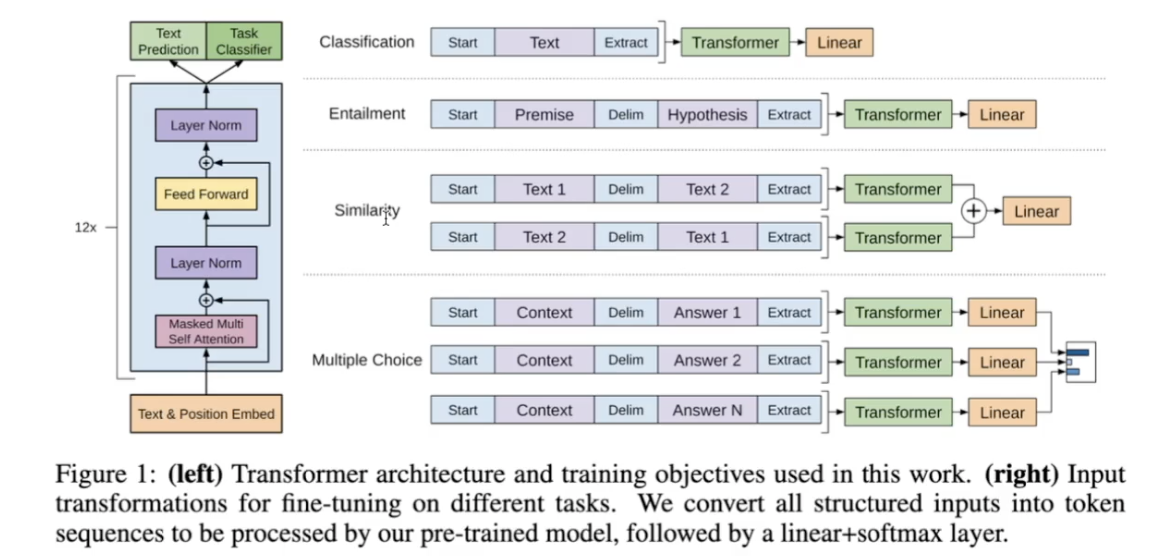 Text Prediction
Task Classifier
12x
Layer Norm
Feed Forward
Layer Norm
Masked Multi
Self Attention
Text & Position Embed
Classification Start Text Extract Transformer Linear
Entailment Start Premise Delim Hypothesis Extract Transformer Linear
Similarity
Start Text 1 Delim Text 2 Extract Transformer
Start Text 2 Delim Text 1 Extract Transformer
+ Linear
Multiple Choice
Start Context Delim Answer 1 Extract Transformer Linear
Start Context Delim Answer 2 Extract Transformer Linear
Start Context Delim Answer N Extract Transformer Linear
Figure 1: (left) Transformer architecture and training objectives used in this work. (right) Input
transformations for fine-tuning on different tasks. We convert all structured inputs into token
sequences to be processed by our pre-trained model, followed by a linear+softmax layer.